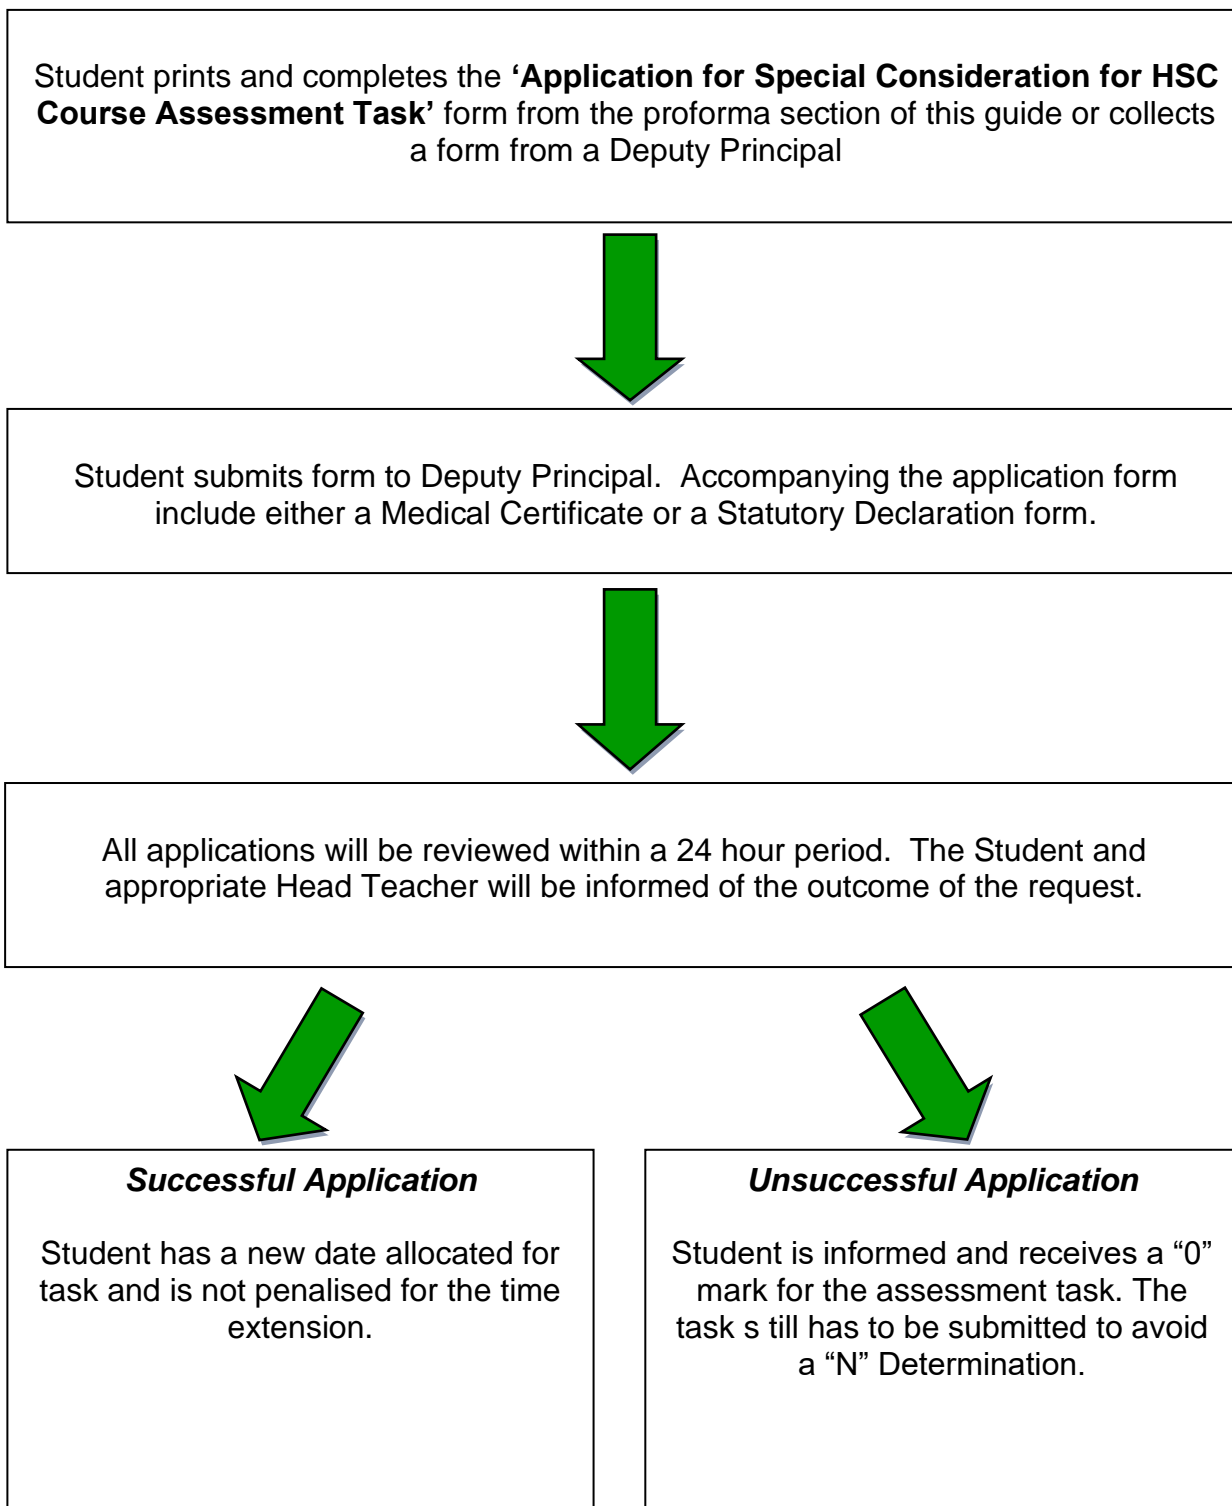 Student prints and completes the ‘Application for Special Consideration for HSC
Course Assessment Task’ form from the proforma section of this guide or collects
a form from a Deputy Principal
Student submits form to Deputy Principal.  Accompanying the application form
include either a Medical Certificate or a Statutory Declaration form.
All applications will be reviewed within a 24 hour period.  The Student and
appropriate Head Teacher will be informed of the outcome of the request.
Successful Application
Student has a new date allocated for
task and is not penalised for the time
extension.
Unsuccessful Application
Student is informed and receives a “0”
mark for the assessment task. The
task s till has to be submitted to avoid
a “N” Determination.